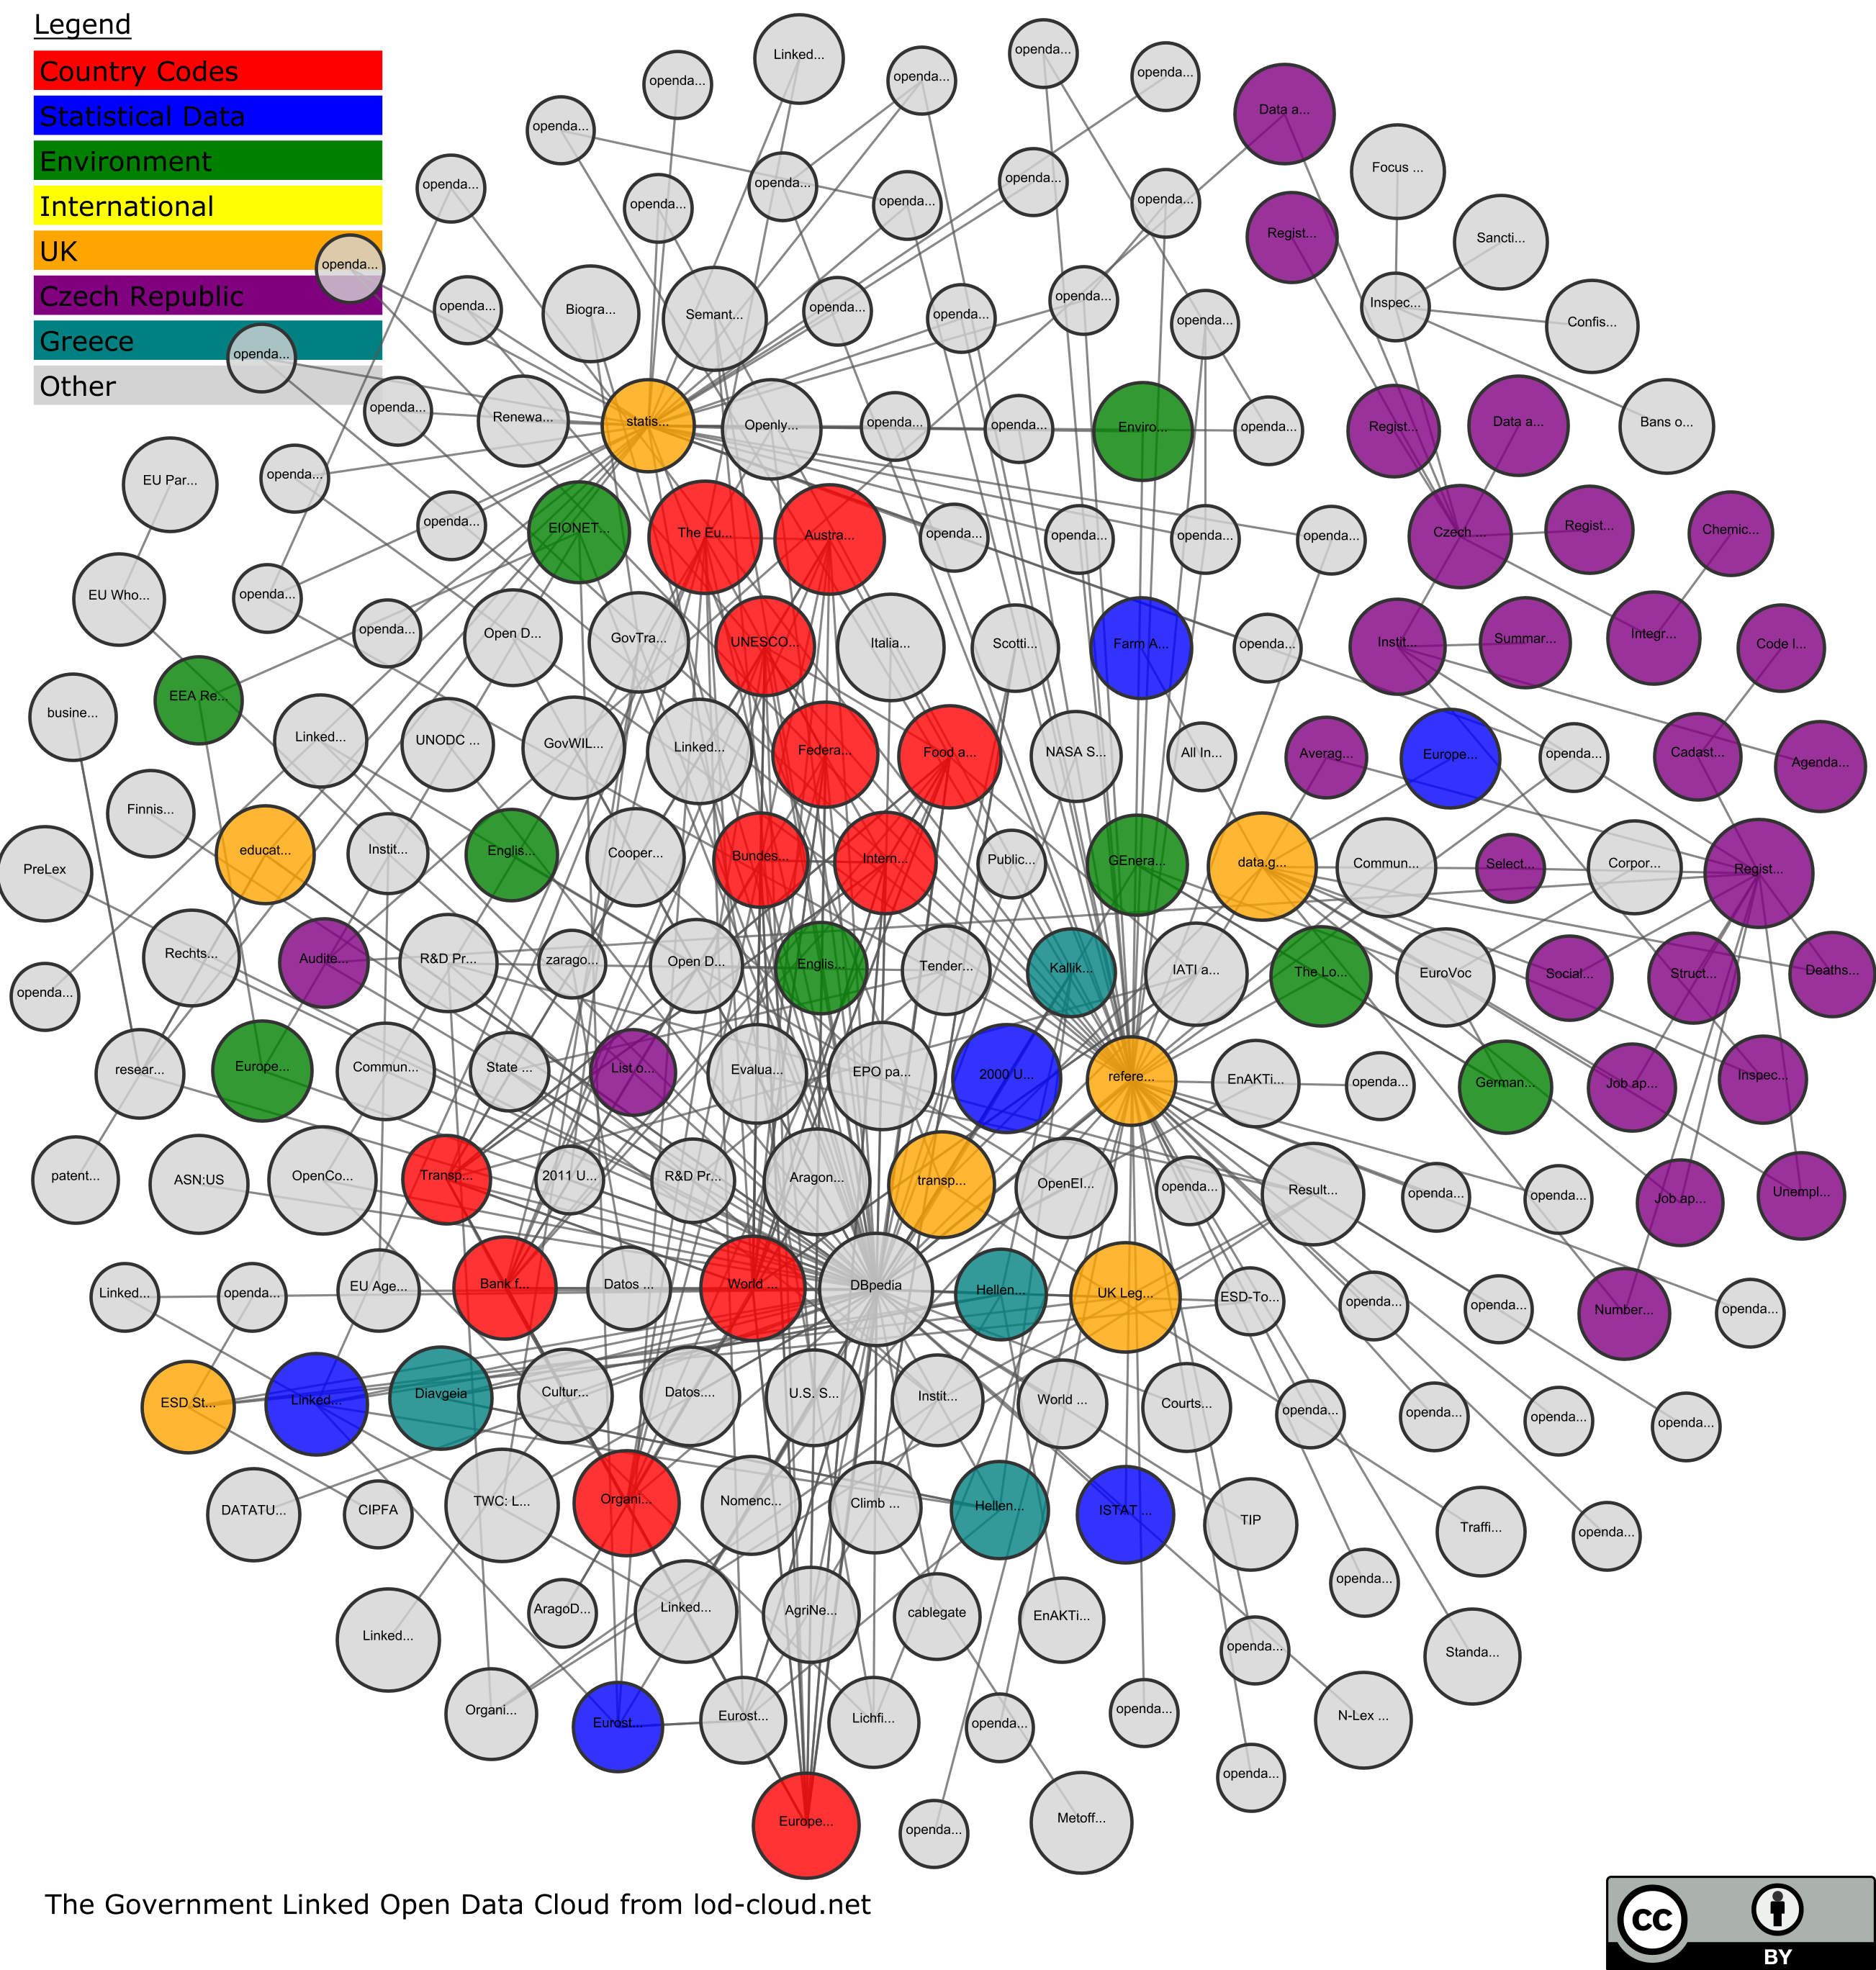 Legend
Country Codes
Statistical Data
Environment
International
UK
Czech Republic
Greece
Other
Linked...
openda...
openda...
openda...
openda...
Data a...
openda...
Focus ...
openda...
openda...
openda...
openda...
openda...
openda...
Regist...
Sancti...
openda...
openda...
Biogra...
Semant...
openda...
openda...
openda...
openda...
Inspec...
Confis...
openda...
openda...
Renewa...
statis...
Openly...
openda...
openda...
Enviro...
openda...
Regist...
Data a...
Bans o...
EU Par...
openda...
openda...
EIONET...
The Eu...
Austra...
openda...
openda...
openda...
openda...
Czech ...
Regist...
Chemic...
EU Who...
openda...
openda...
Open D...
GovTra...
UNESCO...
Italia...
Scotti...
Farm A...
openda...
Instit...
Summar...
Integr...
Code l...
EEA Re...
busine...
Linked...
UNODC ...
GovWIL...
Linked...
Federa...
Food a...
NASA S...
All In...
Averag...
Europe...
openda...
Cadast...
Agenda...
Finnis...
PreLex
educat...
Instit...
Englis...
Cooper...
Bundes...
Intern...
Public...
GEnera...
data.g...
Commun...
Select...
Corpor...
Regist...
Rechts...
Audite...
R&D Pr...
zarago...
Open D...
Englis...
Tender...
Kallik...
IATI a...
The Lo...
EuroVoc
Social...
Struct...
Deaths...
openda...
resear...
Europe...
Commun...
State ...
List o...
Evalua...
EPO pa...
2000 U...
refere...
EnAKTi...
openda...
German...
Job ap...
Inspec...
patent...
ASN:US
OpenCo...
Transp...
2011 U...
R&D Pr...
Aragon...
transp...
OpenEI...
openda...
Result...
openda...
openda...
Job ap...
Unempl...
Linked...
openda...
EU Age...
Bank f...
Datos ...
World ...
DBpedia
Hellen...
UK Leg...
ESD-To...
openda...
openda...
Number...
openda...
ESD St...
Linked...
Diavgeia
Cultur...
Datos....
U.S. S...
Instit...
World ...
Courts...
openda...
openda...
openda...
openda...
DATATU...
CIPFA
TWC: L...
Organi...
Nomenc...
Climb ...
Hellen...
ISTAT ...
TIP
Traffi...
openda...
Linked...
AragoD...
Linked...
AgriNe...
cablegate
EnAKTi...
openda...
openda...
Standa...
Organi...
Eurost...
Eurost...
Lichfi...
openda...
openda...
N-Lex ...
openda...
Europe...
openda...
Metoff...
The Government Linked Open Data Cloud from lod-cloud.net
cc
BY